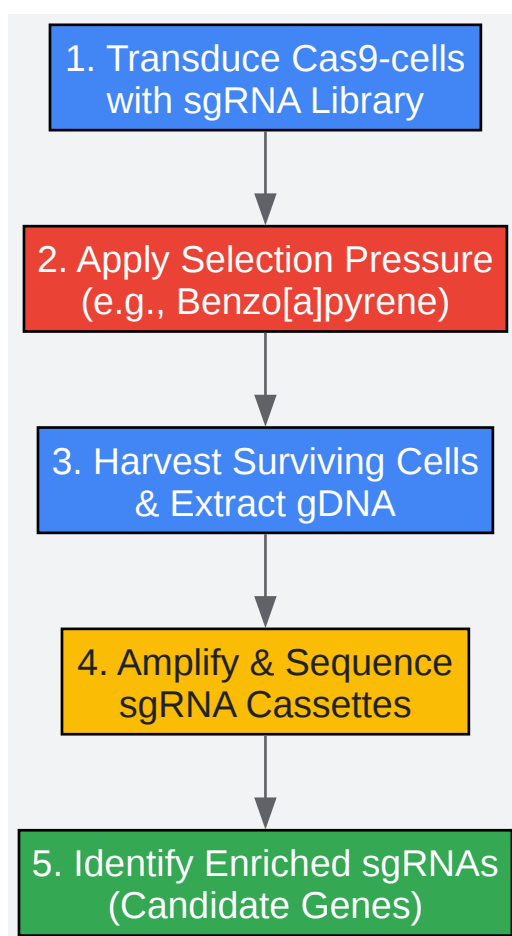 1. Transduce Cas9-cells
with sgRNA Library
2. Apply Selection Pressure
(e.g., Benzo[a]pyrene)
3. Harvest Surviving Cells
& Extract gDNA
4. Amplify & Sequence
sgRNA Cassettes
5. Identify Enriched sgRNAs
(Candidate Genes)